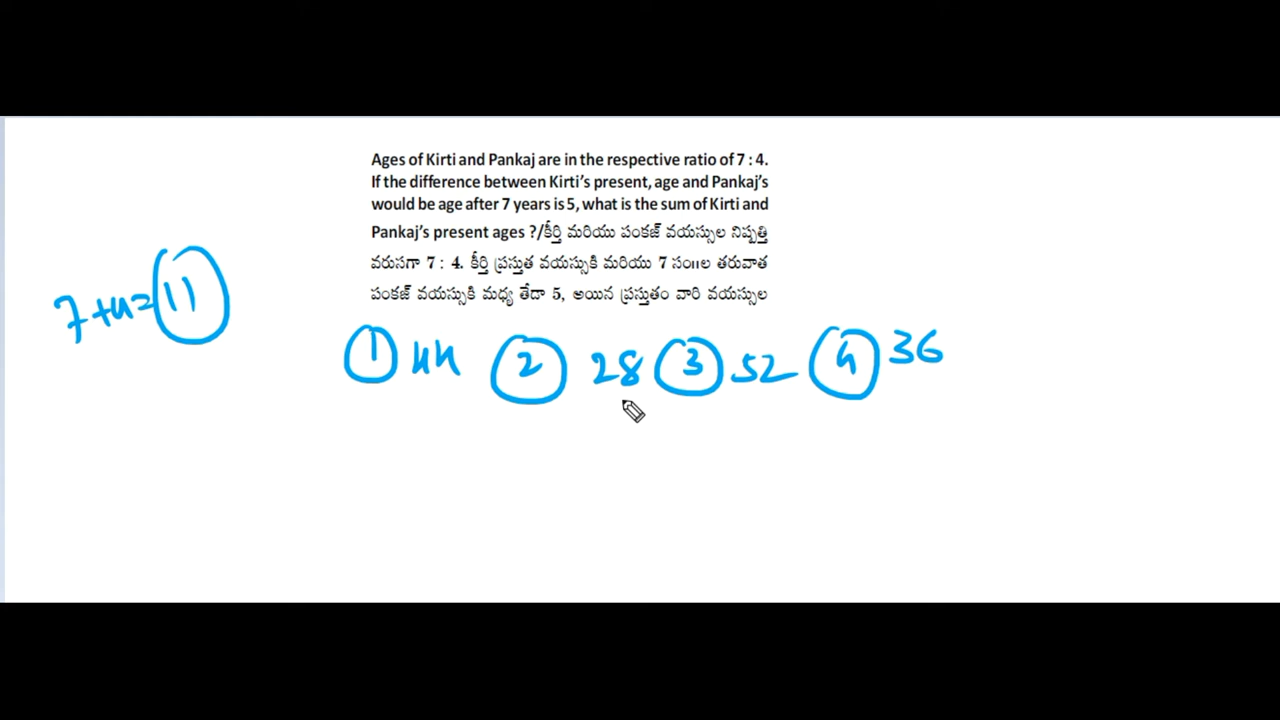 Ages of Kirti and Pankaj are in the respective ratio of 7 : 4.
If the difference between Kirti's present, age and Pankaj's
would be age after 7 years is 5, what is the sum of Kirti and
Pankaj's present ages ?/కీర్తి మరియు పంకజ్ వయస్సుల నిష్పత్తి
వరుసగా 7 : 4. కీర్తి ప్రస్తుత వయస్సుకి మరియు 7 సం॥ల తరువాత
పంకజ్ వయస్సుకి మధ్య తేడా 5, అయిన ప్రస్తుతం వారి వయస్సుల
7+4=11
1 44 2 28 3 52 4 36